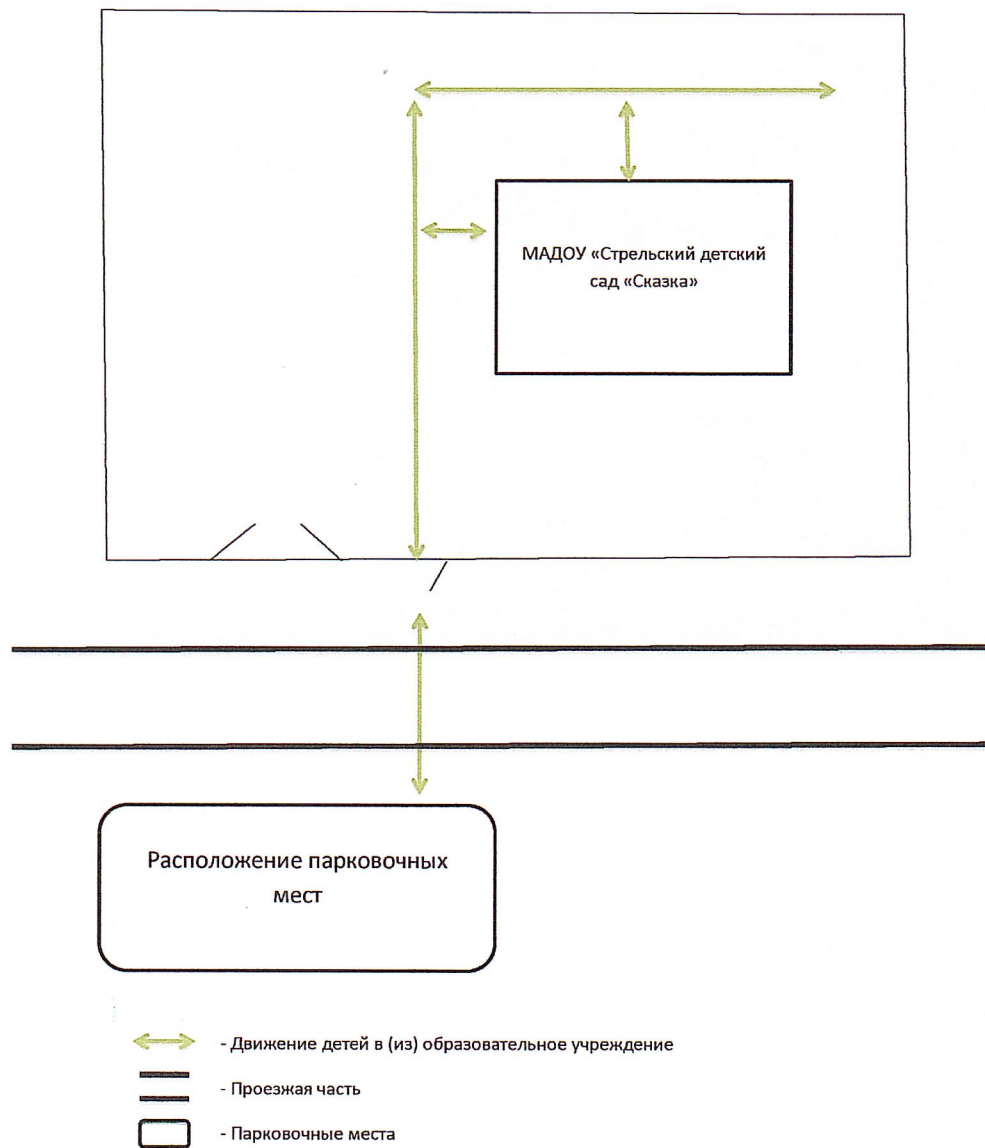 МАДОУ «Стрельский детский
сад «Сказка»
Расположение парковочных
мест
- Движение детей в (из) образовательное учреждение
- Проезжая часть
- Парковочные места